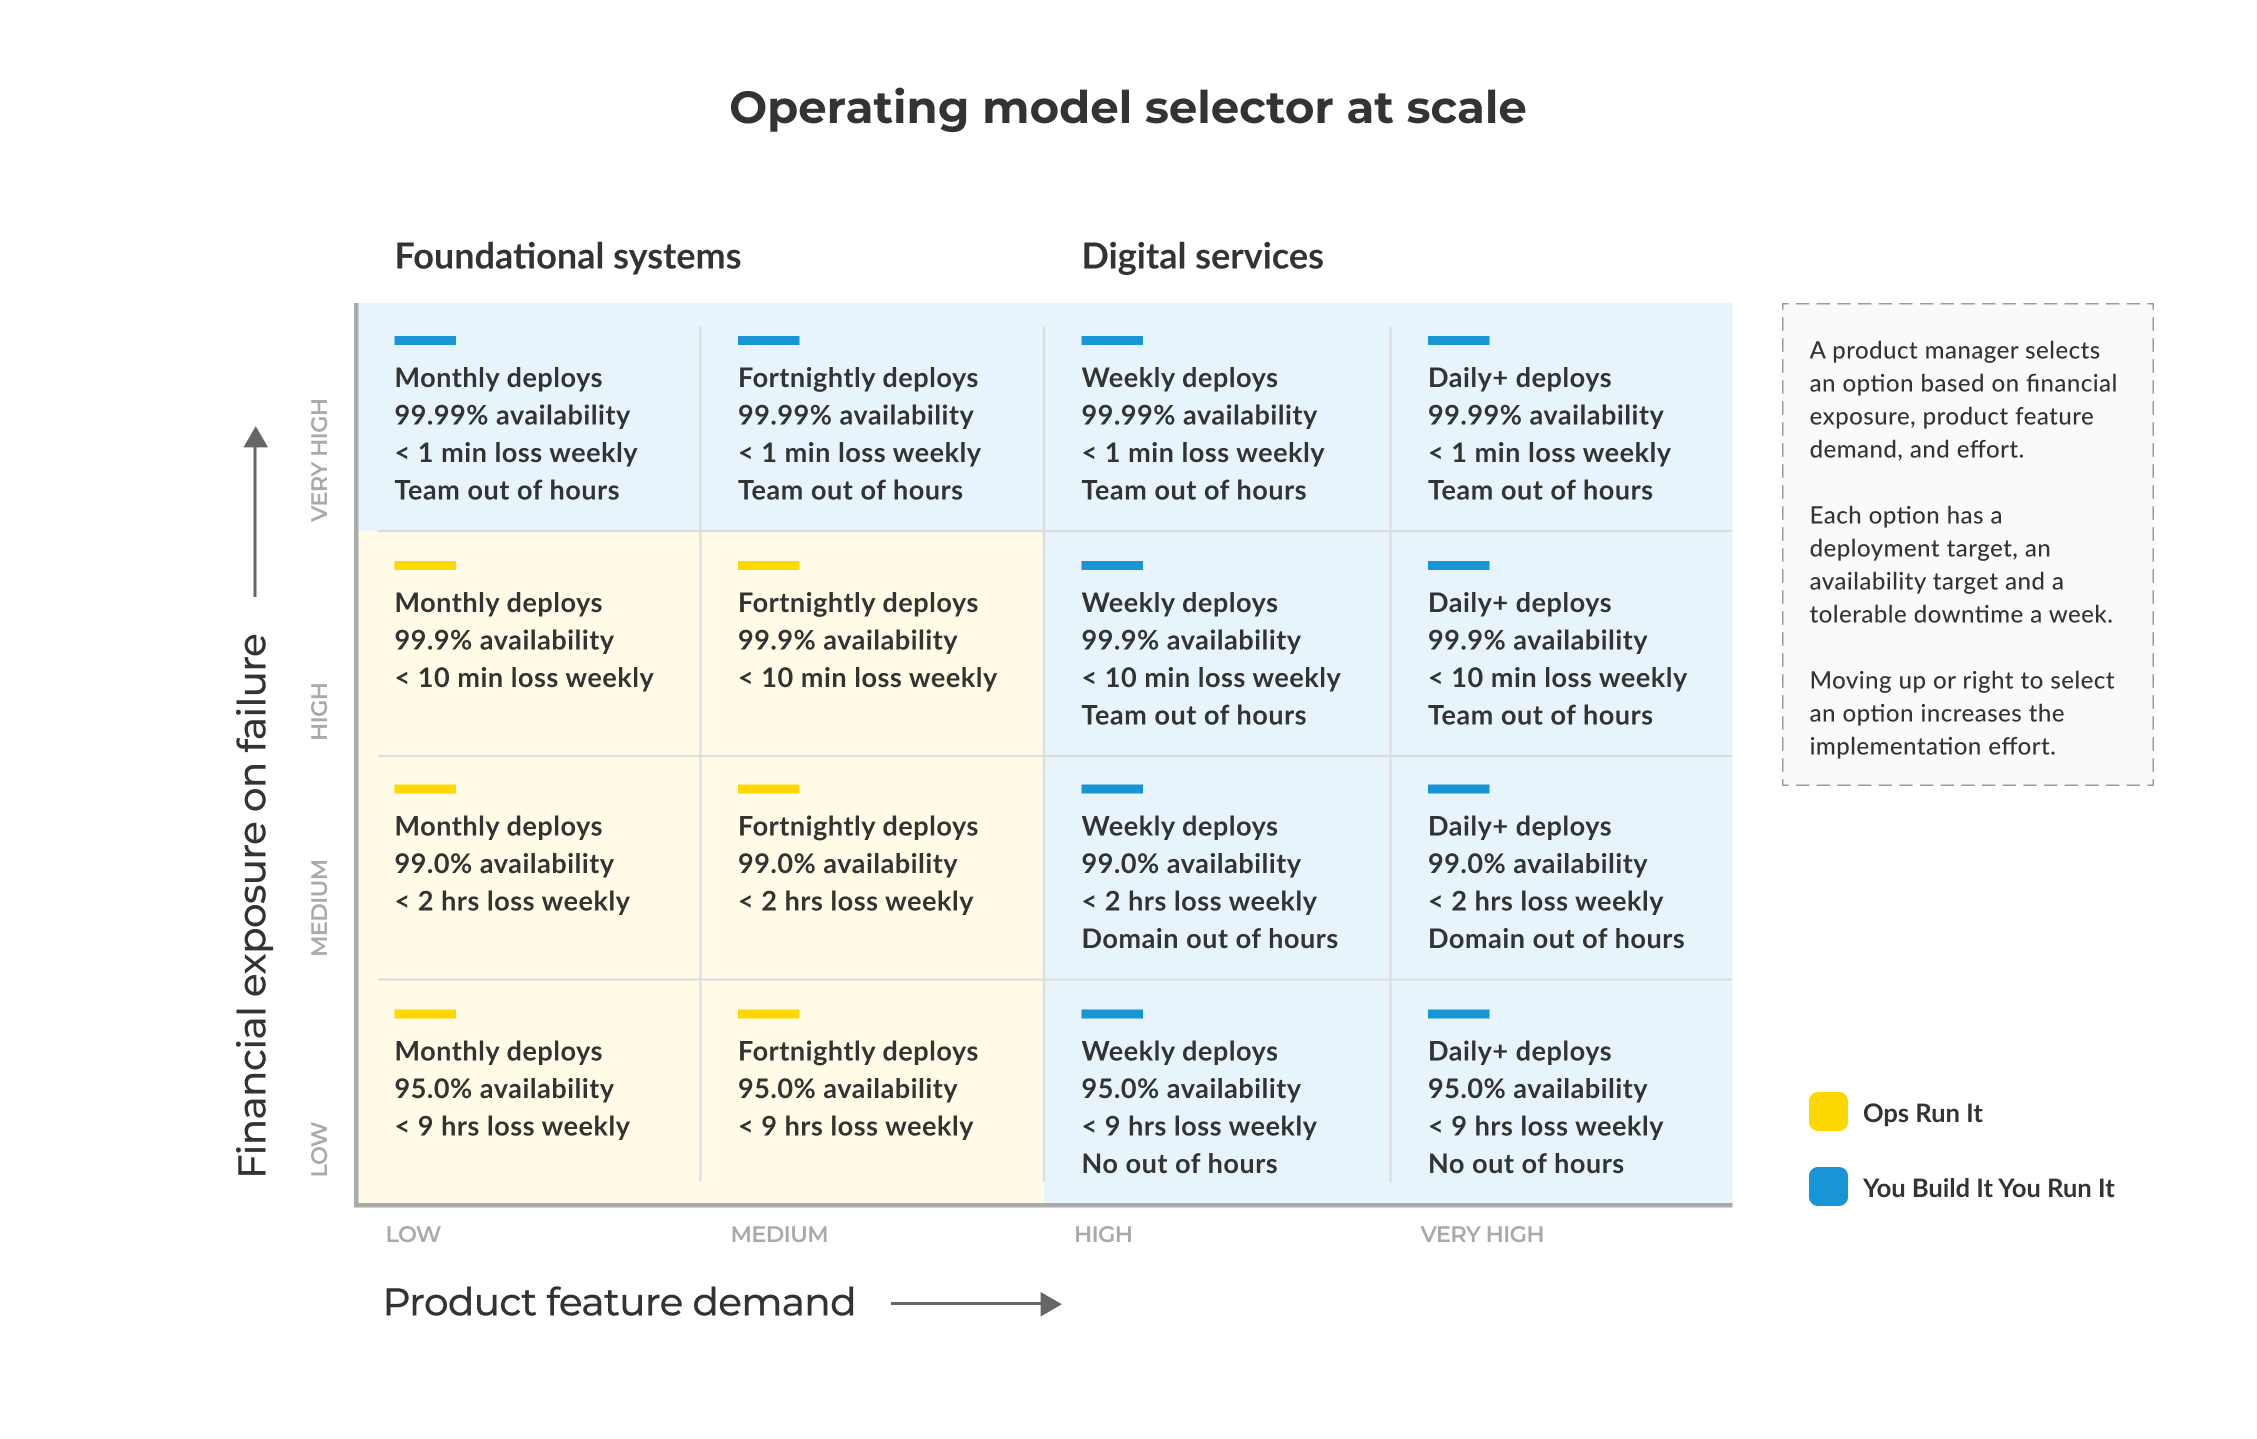 Operating model selector at scale
Foundational systems
Digital services
Financial exposure on failure
VERY HIGH
Monthly deploys
99.99% availability
< 1 min loss weekly
Team out of hours
Fortnightly deploys
99.99% availability
< 1 min loss weekly
Team out of hours
Weekly deploys
99.99% availability
< 1 min loss weekly
Team out of hours
Daily+ deploys
99.99% availability
< 1 min loss weekly
Team out of hours
HIGH
Monthly deploys
99.9% availability
< 10 min loss weekly
Fortnightly deploys
99.9% availability
< 10 min loss weekly
Weekly deploys
99.9% availability
< 10 min loss weekly
Team out of hours
Daily+ deploys
99.9% availability
< 10 min loss weekly
Team out of hours
MEDIUM
Monthly deploys
99.0% availability
< 2 hrs loss weekly
Fortnightly deploys
99.0% availability
< 2 hrs loss weekly
Weekly deploys
99.0% availability
< 2 hrs loss weekly
Domain out of hours
Daily+ deploys
99.0% availability
< 2 hrs loss weekly
Domain out of hours
LOW
Monthly deploys
95.0% availability
< 9 hrs loss weekly
Fortnightly deploys
95.0% availability
< 9 hrs loss weekly
Weekly deploys
95.0% availability
< 9 hrs loss weekly
No out of hours
Daily+ deploys
95.0% availability
< 9 hrs loss weekly
No out of hours
LOW
MEDIUM
HIGH
VERY HIGH
Product feature demand
A product manager selects
an option based on financial
exposure, product feature
demand, and effort.
Each option has a
deployment target, an
availability target and a
tolerable downtime a week.
Moving up or right to select
an option increases the
implementation effort.
Ops Run It
You Build It You Run It